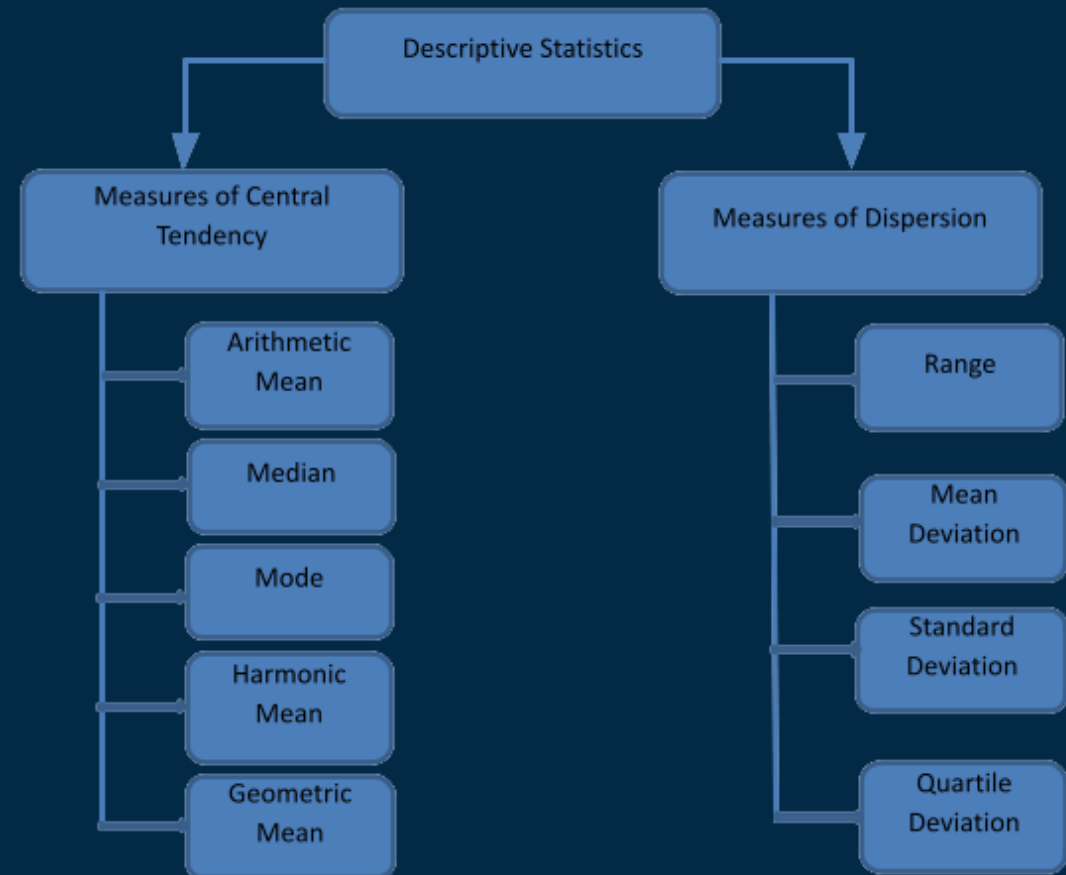 Descriptive Statistics
Measures of Central
Tendency
Arithmetic
Mean
Median
Mode
Harmonic
Mean
Geometric
Mean
Measures of Dispersion
Range
Mean
Deviation
Standard
Deviation
Quartile
Deviation